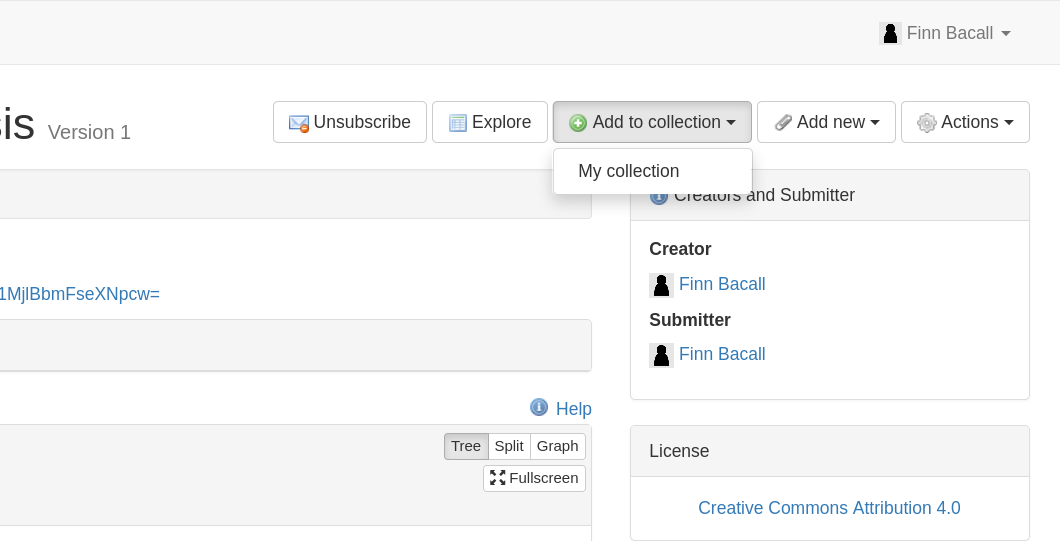 Finn Bacall
sis Version 1
Unsubscribe Explore Add to collection Add new Actions
My collection
Creators and Submitter
Creator
Finn Bacall
Submitter
Finn Bacall
1MjlBbmFseXNpcw=
Help
Tree Split Graph
Fullscreen
License
Creative Commons Attribution 4.0